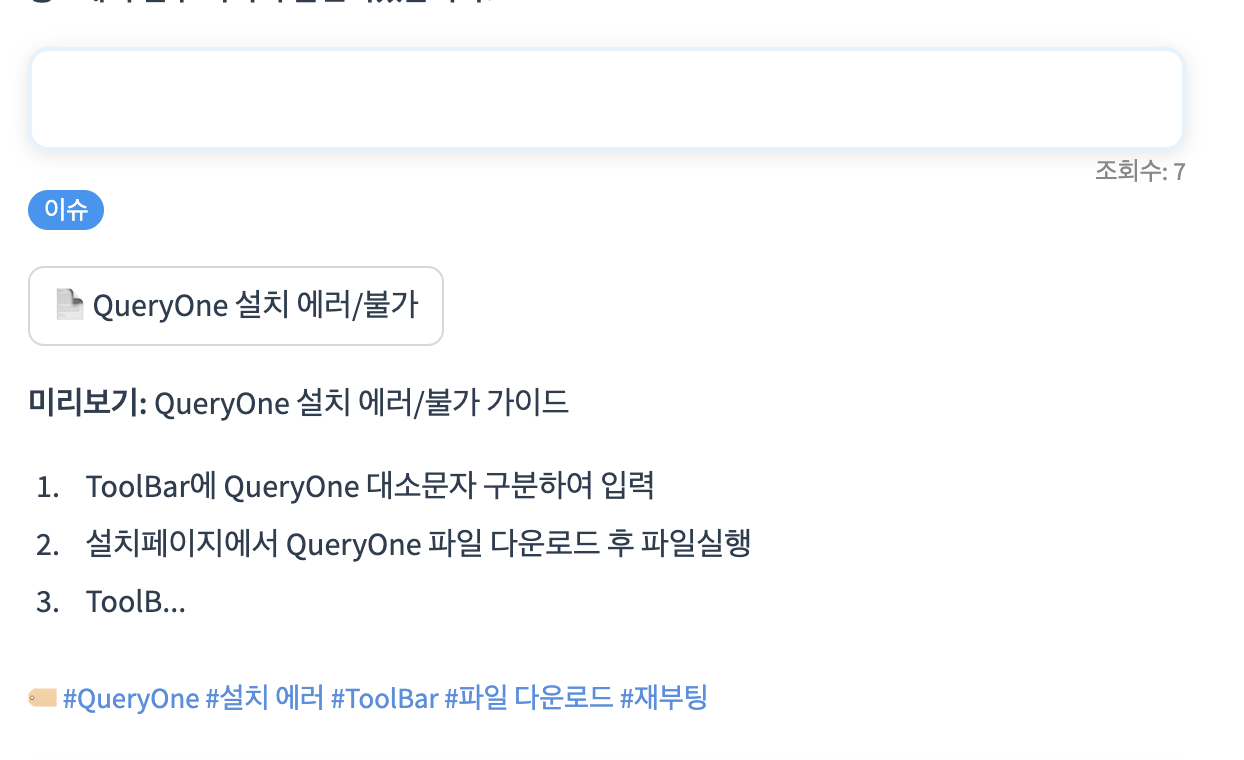 조회수: 7
이슈
QueryOne 설치 에러/불가
미리보기: QueryOne 설치 에러/불가 가이드
1. ToolBar에 QueryOne 대소문자 구분하여 입력
2. 설치페이지에서 QueryOne 파일 다운로드 후 파일실행
3. ToolB...
#QueryOne #설치 에러 #ToolBar #파일 다운로드 #재부팅